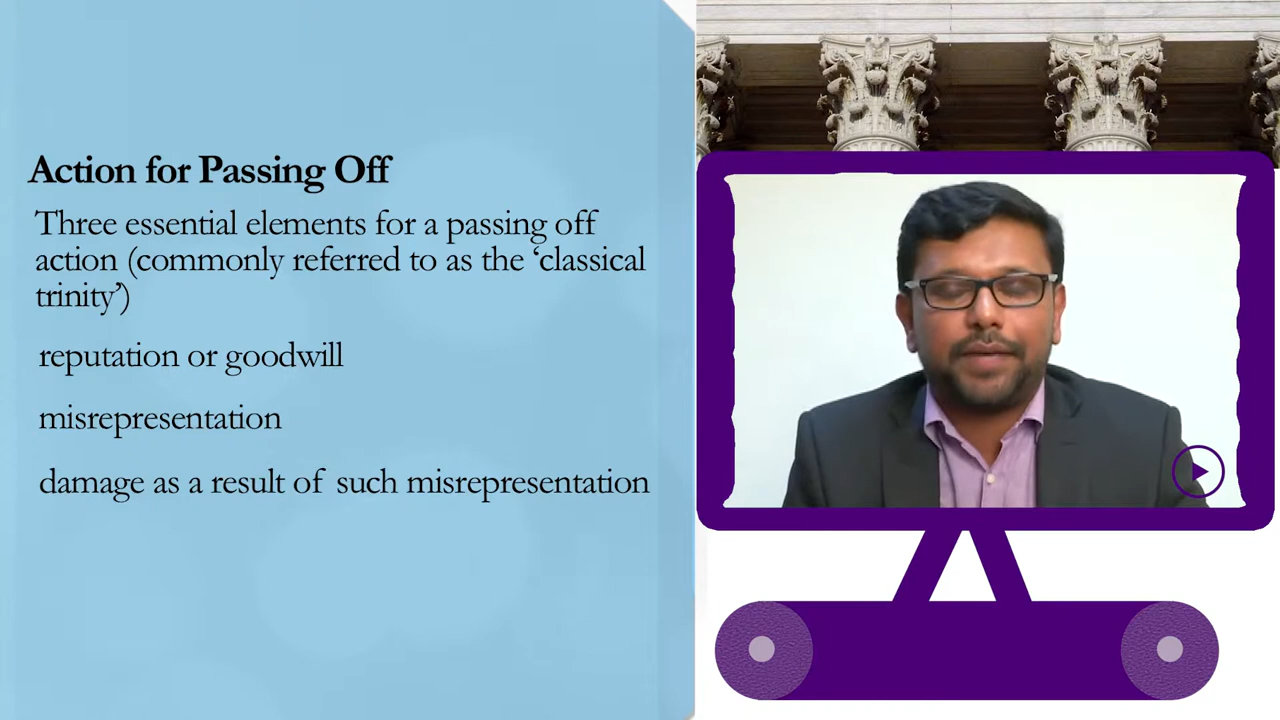 Action for Passing Off
Three essential elements for a passing off
action (commonly referred to as the ‘classical
trinity’)
reputation or goodwill
misrepresentation
damage as a result of such misrepresentation